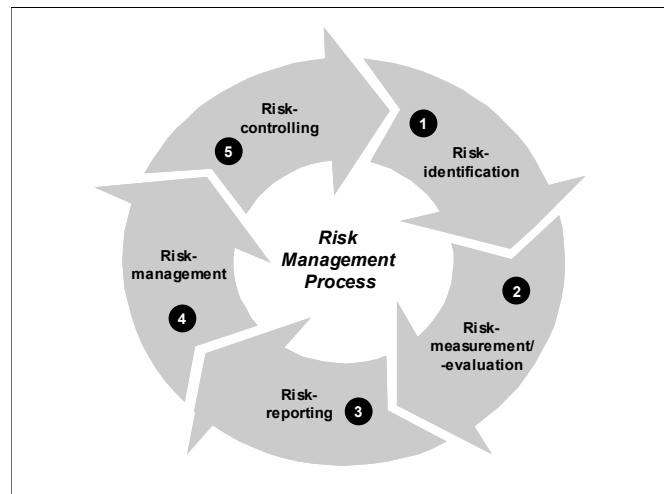 Risk
Management
Process
1
Risk-
identification
2
Risk-
measurement/
-evaluation
3
Risk-
reporting
4
Risk-
management
5
Risk-
controlling